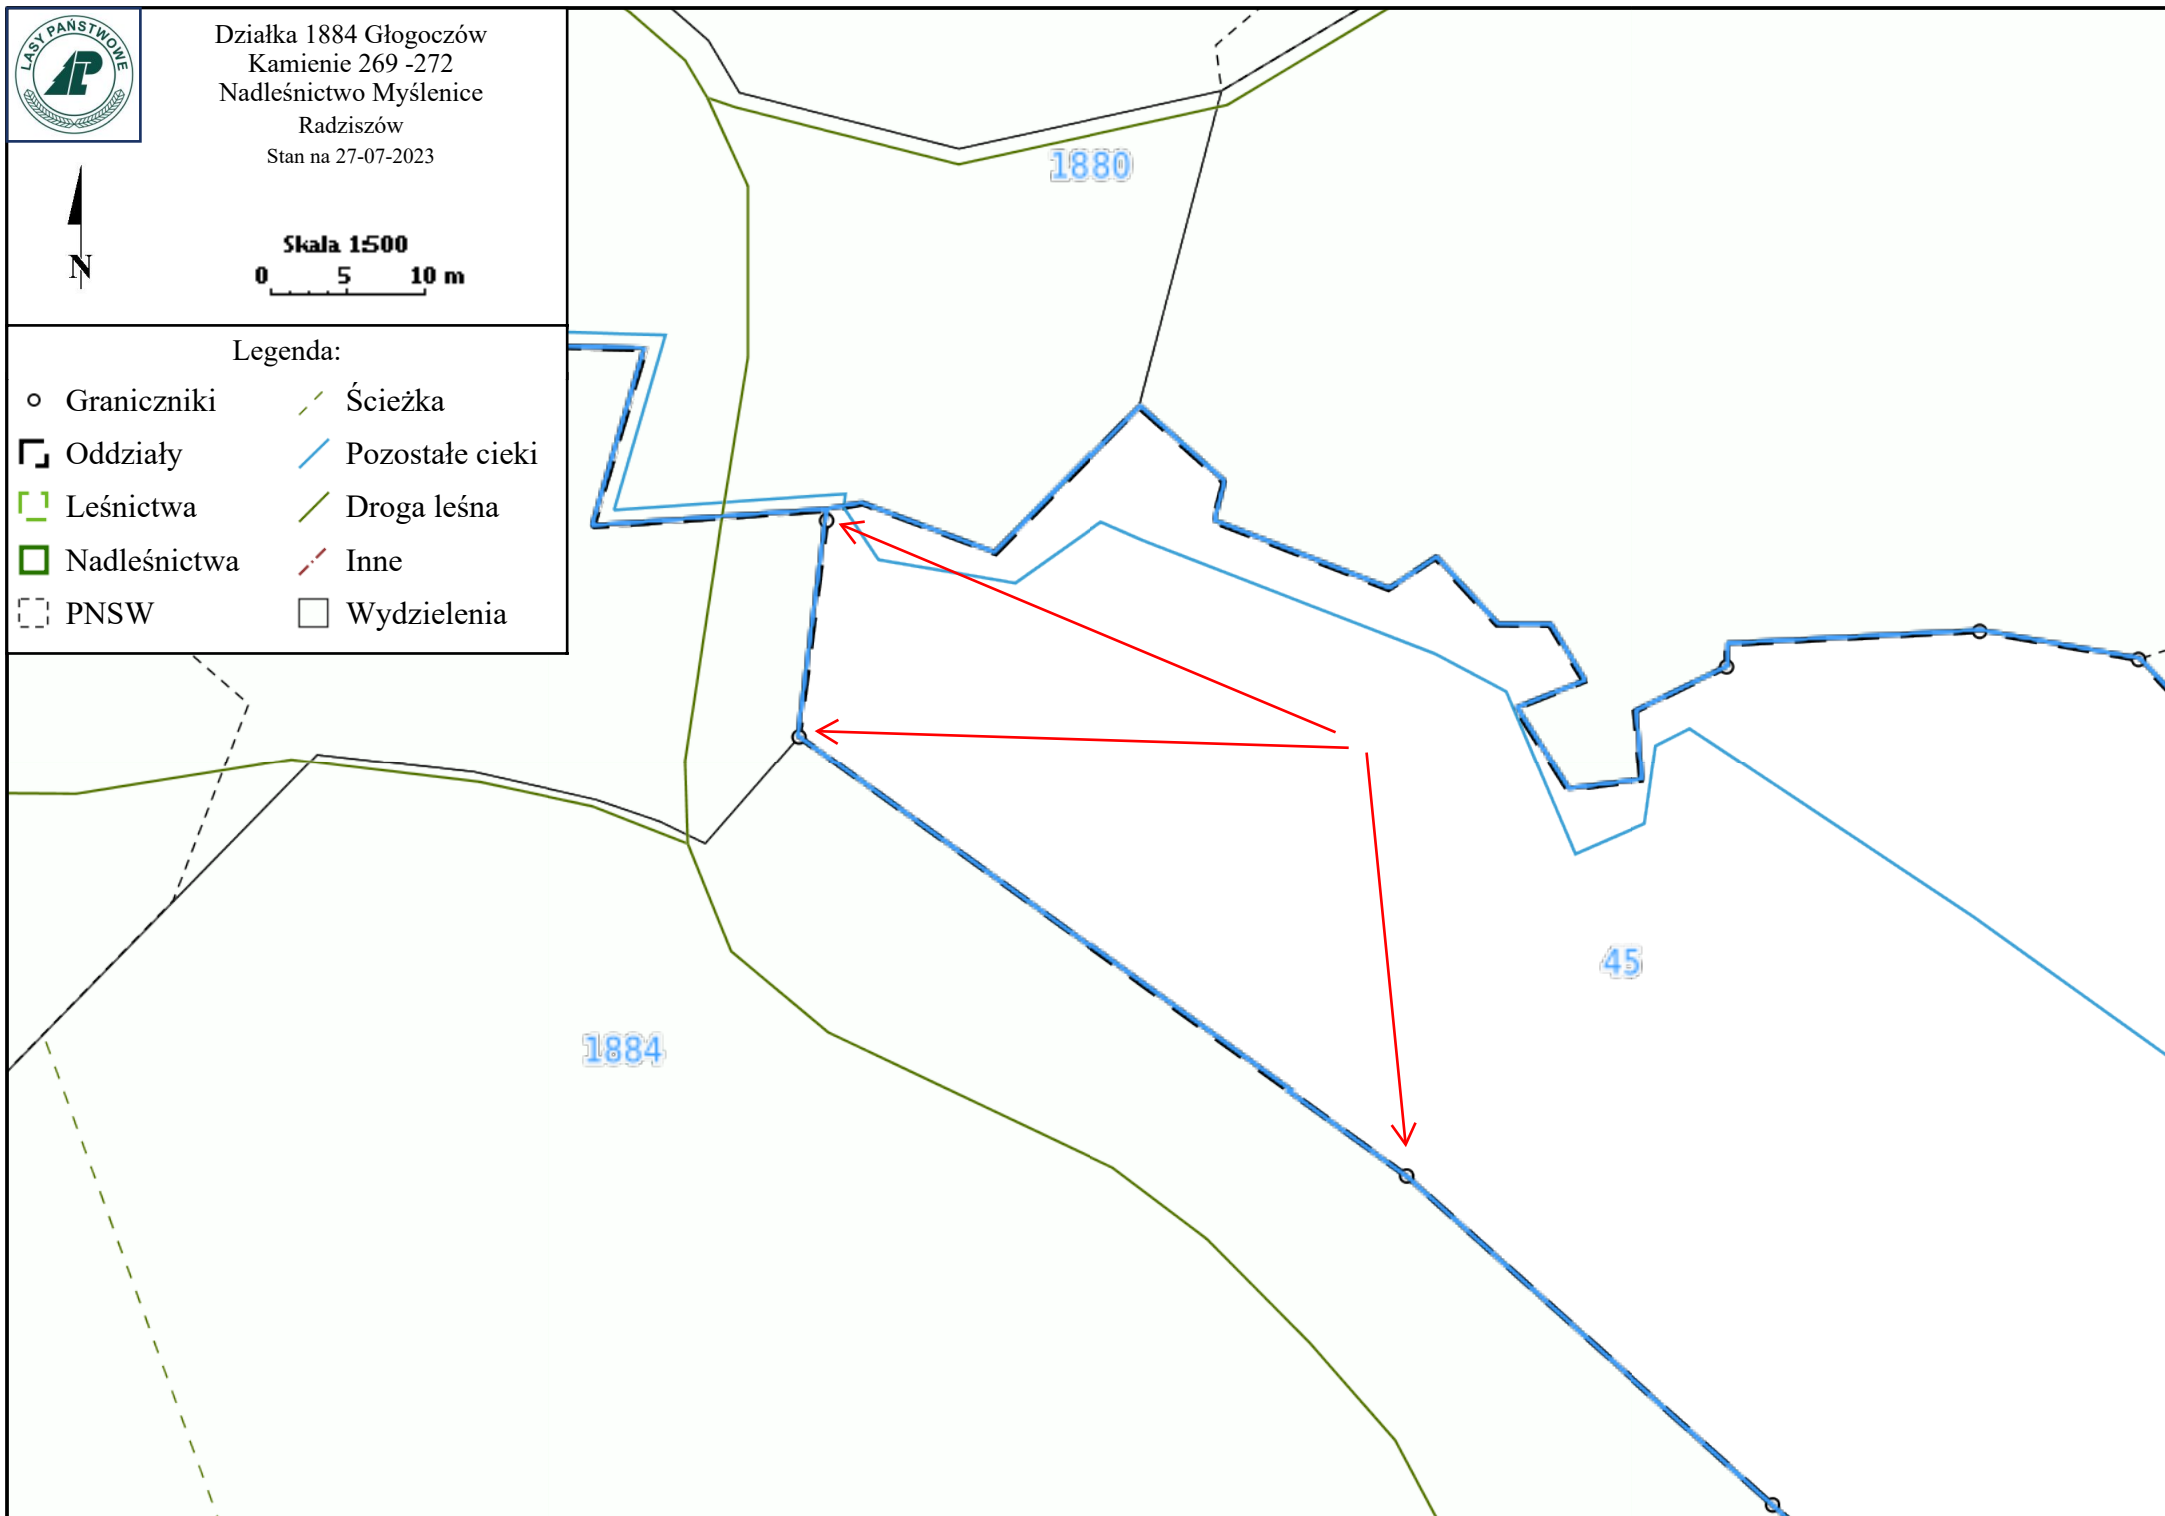 LASY PAŃSTWOWE
LP
Działka 1884 Głogoczów
Kamienie 269 -272
Nadleśnictwo Myślenice
Radziszów
Stan na 27-07-2023
N
Skala 1:500
0 5 10 m
Legenda:
Graniczniki
Oddziały
Leśnictwa
Nadleśnictwa
PNSW
Ścieżka
Pozostałe cieki
Droga leśna
Inne
Wydzielenia
1880
45
1884